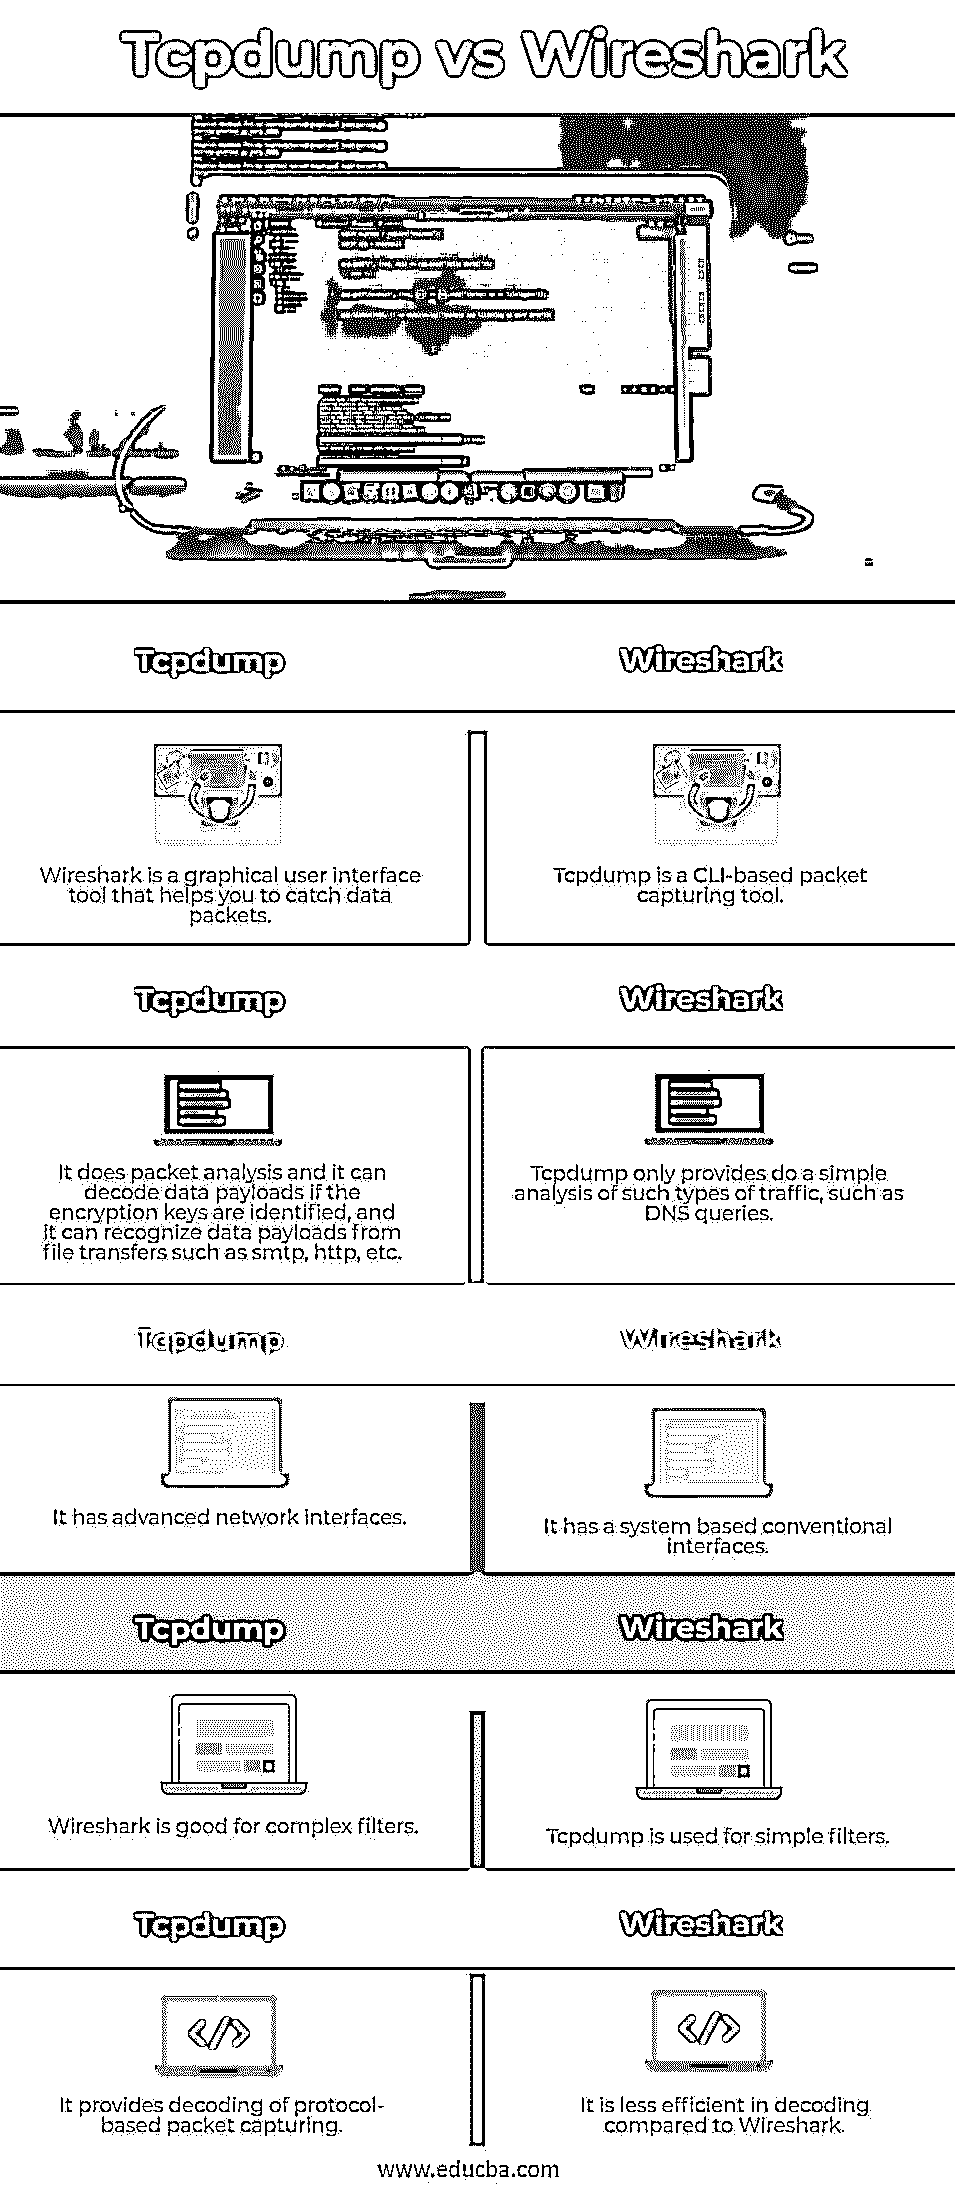 Tcpdump vs Wireshark
Tcpdump
Wireshark
Wireshark is a graphical user interface
tool that helps you to catch data
packets.
Tcpdump is a CLI-based packet
capturing tool.
Tcpdump
Wireshark
It does packet analysis and it can
decode data payloads if the
encryption keys are identified, and
it can recognize data payloads from
file transfers such as smtp, http, etc.
Tcpdump only provides do a simple
analysis of such types of traffic, such as
DNS queries.
Tcpdump
Wireshark
It has advanced network interfaces.
It has a system based conventional
interfaces.
Tcpdump
Wireshark
Wireshark is good for complex filters.
Tcpdump is used for simple filters.
Tcpdump
Wireshark
It provides decoding of protocol-
based packet capturing.
It is less efficient in decoding
compared to Wireshark.
www.educba.com